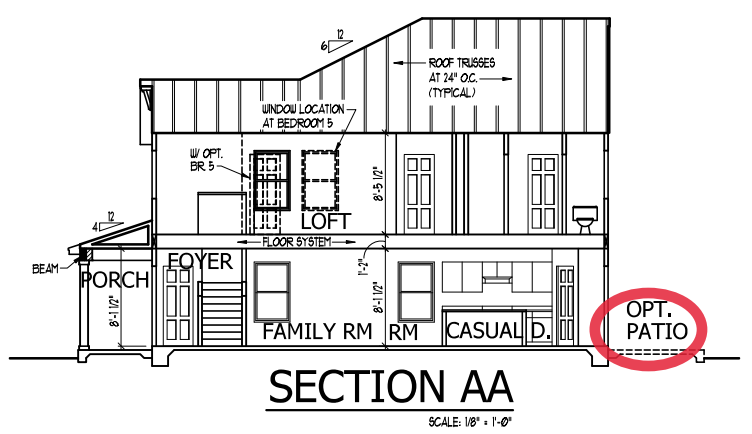 12
6
ROOF TRUSSES
AT 24" O.C.
(TYPICAL)
WINDOW LOCATION
AT BEDROOM 5
W/ OPT.
BR. 5
8'-5 1/2"
LOFT
12
4
FLOOR SYSTEM
1'-2"
BEAM
PORCH
FOYER
8'-1 1/2"
8'-1 1/2"
FAMILY RM
RM
CASUAL D.
OPT.
PATIO
SECTION AA
SCALE: 1/8" = 1'-0"